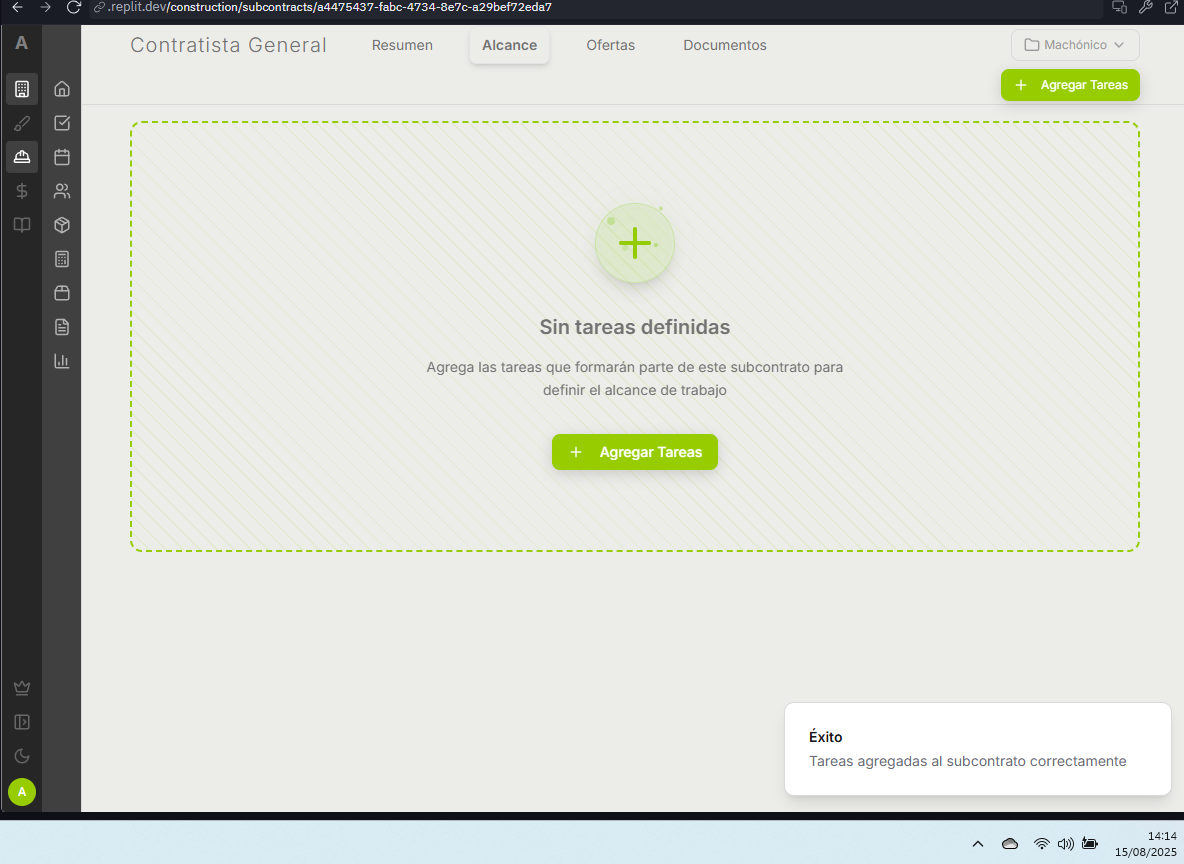 .replit.dev/construction/subcontracts/a4475437-fabc-4734-8e7c-a29bef72eda7
A
Contratista General
Resumen
Alcance
Ofertas
Documentos
Machónico
Agregar Tareas
Sin tareas definidas
Agrega las tareas que formarán parte de este subcontrato para
definir el alcance de trabajo
Agregar Tareas
Éxito
Tareas agregadas al subcontrato correctamente
A
14:14
15/08/2025